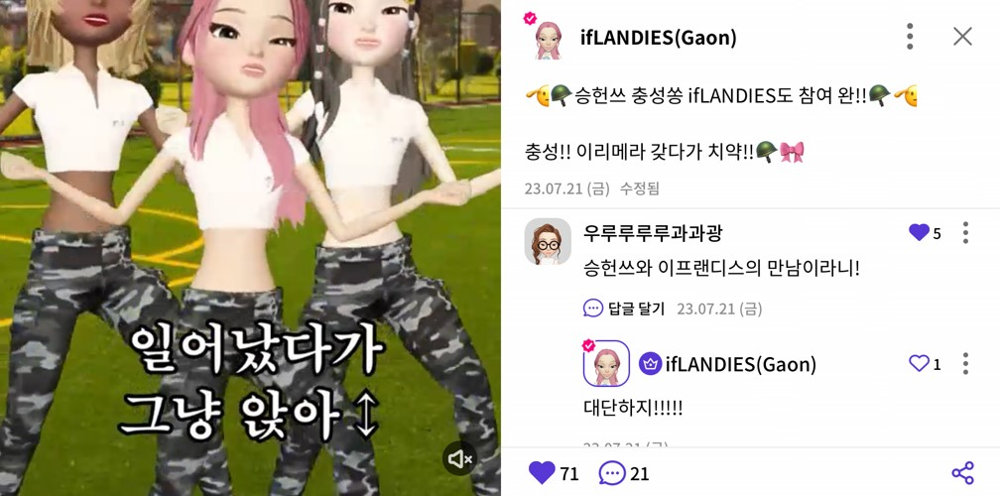 일어났다가
그냥 앉아↕
ifLANDIES(Gaon)
🫡🪖승헌쓰 충성쏭 ifLANDIES도 참여 완!!🪖🫡
충성!! 이리메라 갖다가 치약!!🪖🎀
23.07.21 (금) 수정됨
우루루루루과과광
5
승헌쓰와 이프랜디스의 만남이라니!
답글 달기 23.07.21 (금)
ifLANDIES(Gaon)
1
대단하지!!!!!
23.07.21 (금)
71 21